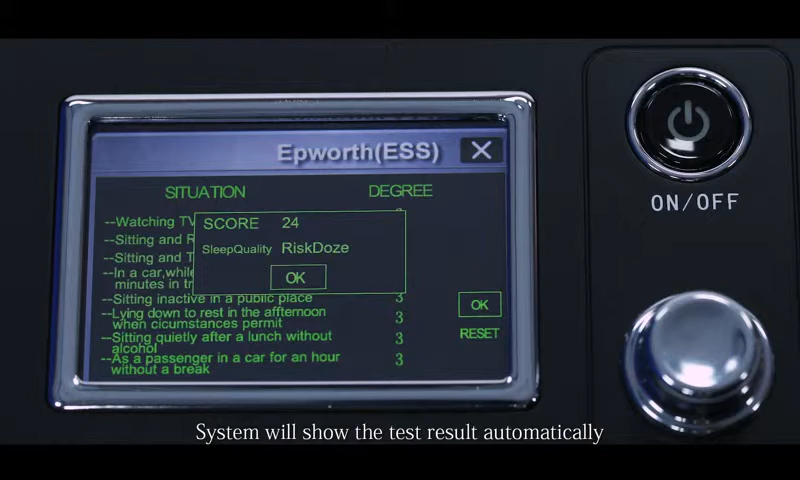 Epworth(ESS)
SITUATION DEGREE
--Watching TV
SCORE 24
--Sitting and
SleepQuality RiskDoze
--Sitting and
--In a car,while
minutes in
OK
--Sitting inactive in a public place 3
--Lying down to rest in the affternoon
when cicumstances permit 3
OK
--Sitting quietly after a lunch without
alcohol 3
RESET
--As a passenger in a car for an hour
without a break 3
ON/OFF
System will show the test result automatically